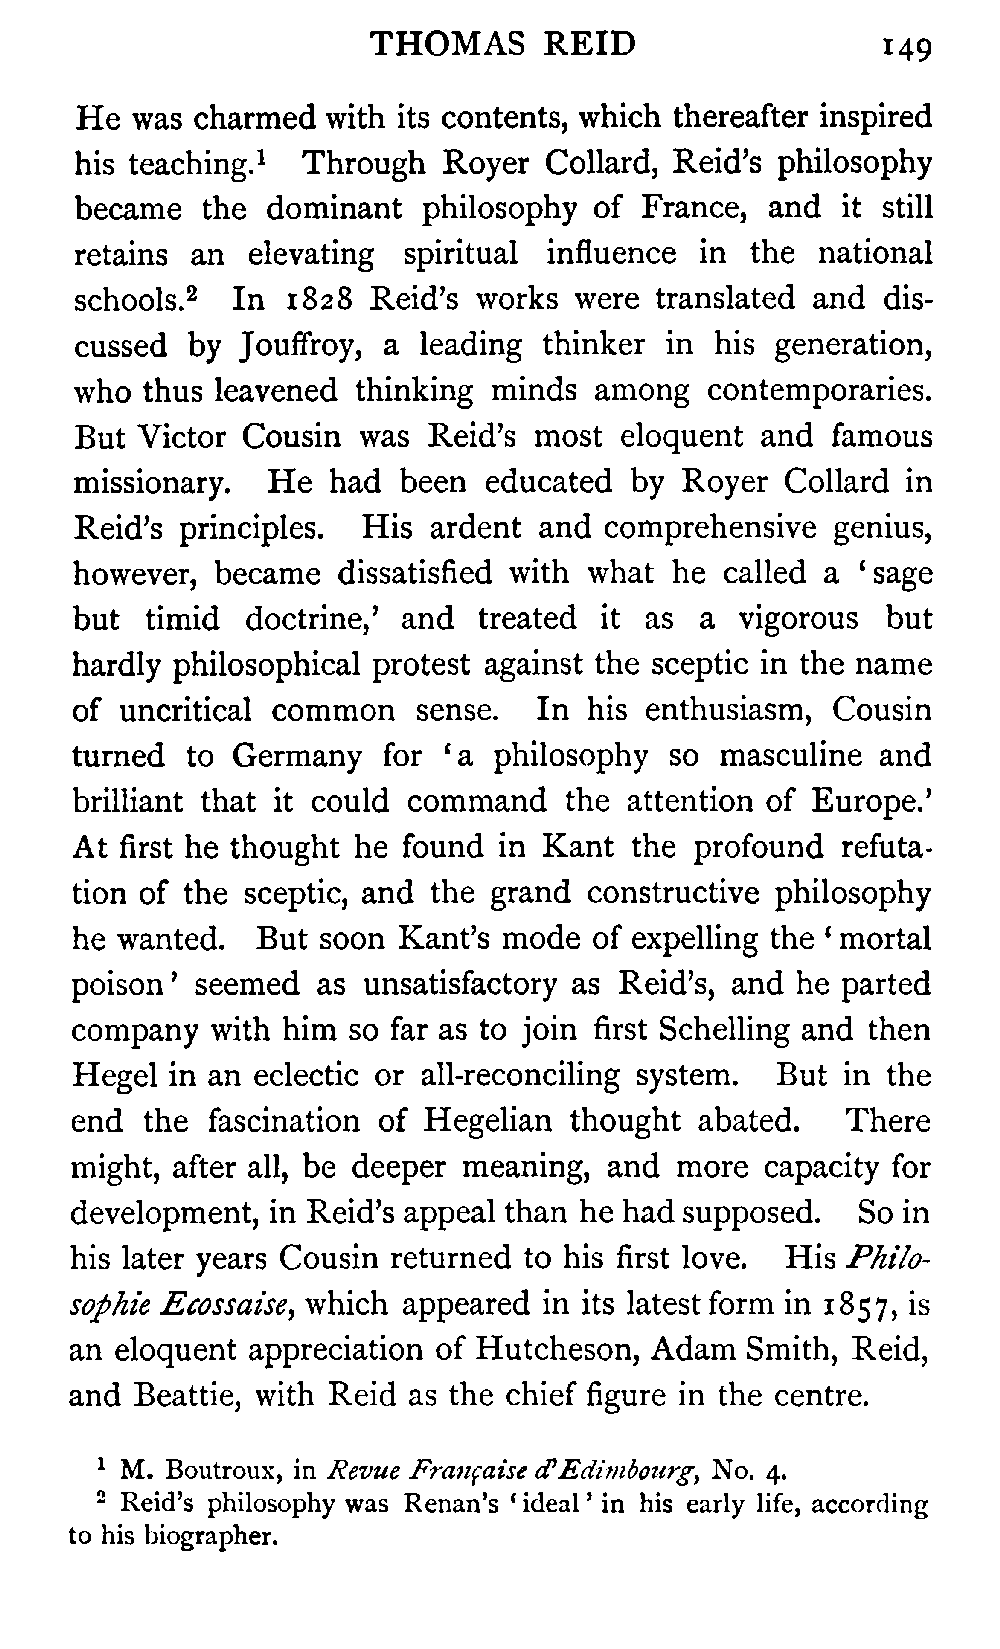 THOMAS REID 149
He was charmed with its contents, which thereafter inspired
his teaching.¹ Through Royer Collard, Reid's philosophy
became the dominant philosophy of France, and it still
retains an elevating spiritual influence in the national
schools.² In 1828 Reid's works were translated and dis-
cussed by Jouffroy, a leading thinker in his generation,
who thus leavened thinking minds among contemporaries.
But Victor Cousin was Reid's most eloquent and famous
missionary. He had been educated by Royer Collard in
Reid's principles. His ardent and comprehensive genius,
however, became dissatisfied with what he called a ‘sage
but timid doctrine,’ and treated it as a vigorous but
hardly philosophical protest against the sceptic in the name
of uncritical common sense. In his enthusiasm, Cousin
turned to Germany for ‘a philosophy so masculine and
brilliant that it could command the attention of Europe.’
At first he thought he found in Kant the profound refuta-
tion of the sceptic, and the grand constructive philosophy
he wanted. But soon Kant's mode of expelling the ‘mortal
poison’ seemed as unsatisfactory as Reid's, and he parted
company with him so far as to join first Schelling and then
Hegel in an eclectic or all-reconciling system. But in the
end the fascination of Hegelian thought abated. There
might, after all, be deeper meaning, and more capacity for
development, in Reid's appeal than he had supposed. So in
his later years Cousin returned to his first love. His Philo-
sophie Ecossaise, which appeared in its latest form in 1857, is
an eloquent appreciation of Hutcheson, Adam Smith, Reid,
and Beattie, with Reid as the chief figure in the centre.
¹ M. Boutroux, in Revue Française d'Edimbourg, No. 4.
² Reid's philosophy was Renan's ‘ideal’ in his early life, according
to his biographer.